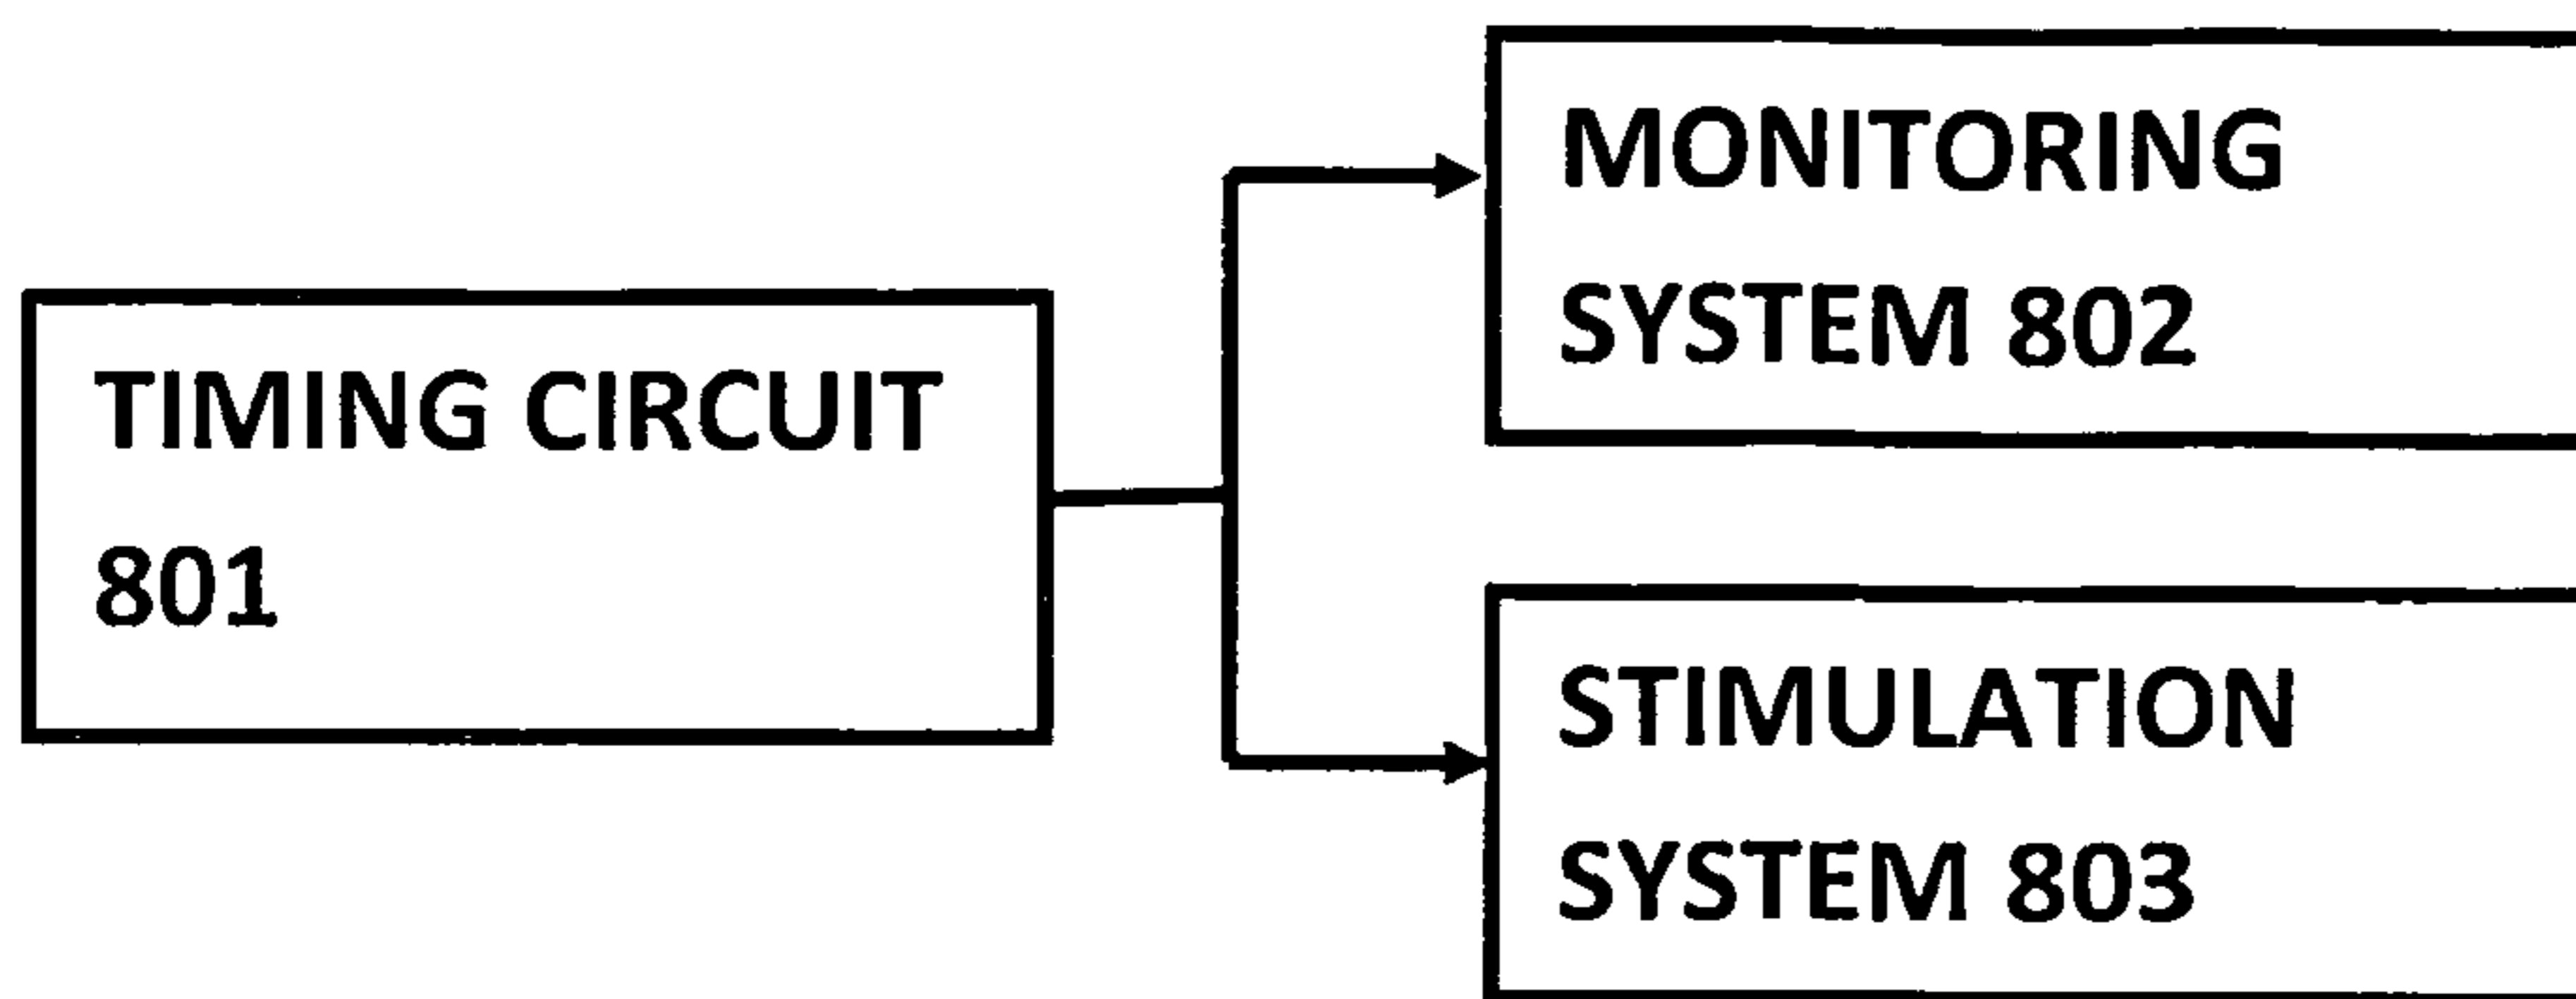 MONITORING
SYSTEM 802
TIMING CIRCUIT
801
STIMULATION
SYSTEM 803